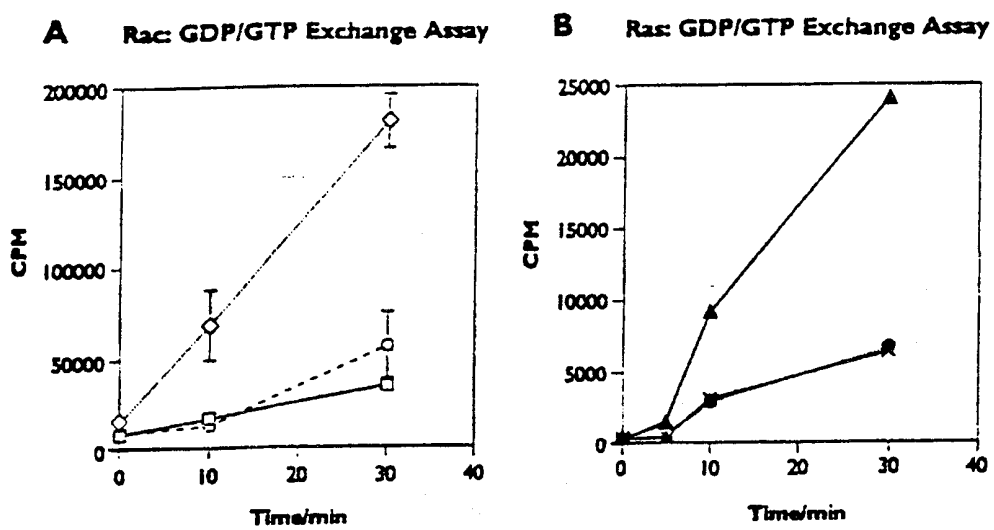 A Rac: GDP/GTP Exchange Assay
200000
150000
100000
50000
0
CPM
0 10 20 30 40
Time/min
B Ras: GDP/GTP Exchange Assay
25000
20000
15000
10000
5000
0
CPM
0 10 20 30 40
Time/min